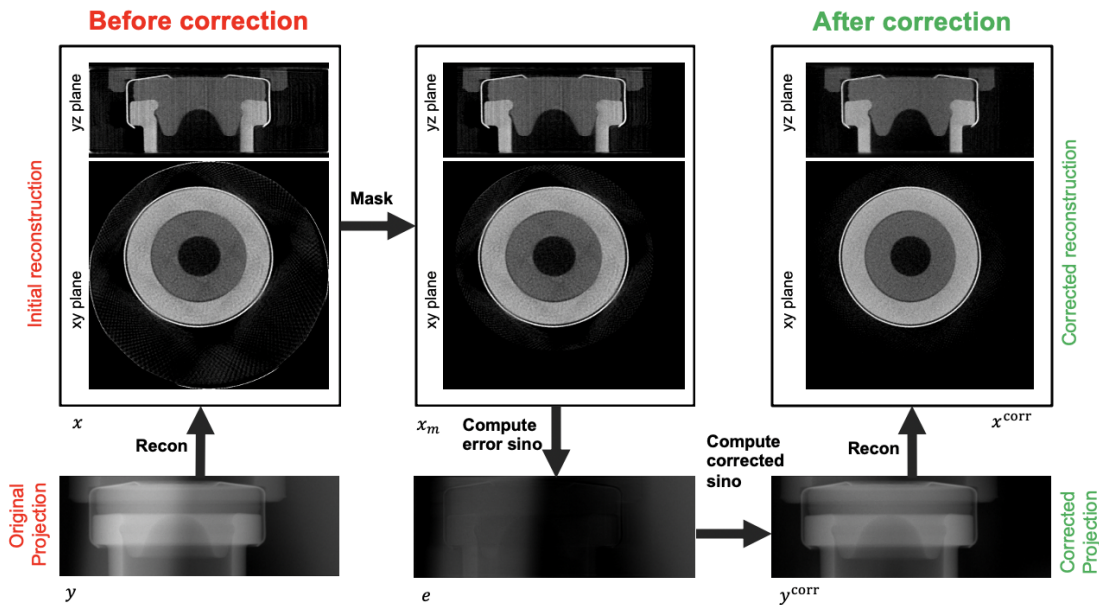 Before correction
After correction
Initial reconstruction
yz plane
xy plane
Mask
yz plane
xy plane
yz plane
xy plane
Corrected reconstruction
x
x_m
x^corr
Recon
Compute
error sino
Compute
corrected
sino
Recon
Original
Projection
Corrected
Projection
y
e
y^corr